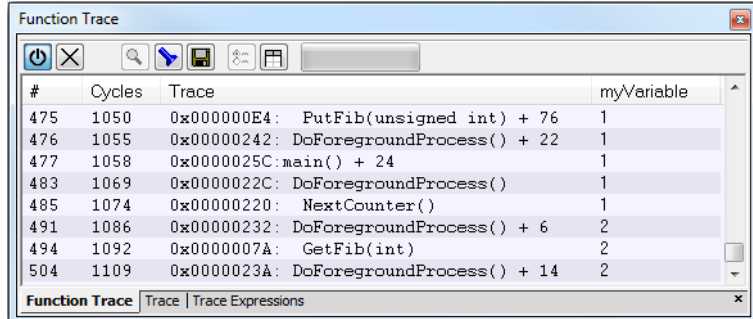 Function Trace
# Cycles Trace myVariable
475 1050 0x000000E4: PutFib(unsigned int) + 76 1
476 1055 0x00000242: DoForegroundProcess() + 22 1
477 1058 0x0000025C:main() + 24 1
483 1069 0x0000022C: DoForegroundProcess() 1
485 1074 0x00000220: NextCounter() 1
491 1086 0x00000232: DoForegroundProcess() + 6 2
494 1092 0x0000007A: GetFib(int) 2
504 1109 0x0000023A: DoForegroundProcess() + 14 2
Function Trace Trace | Trace Expressions